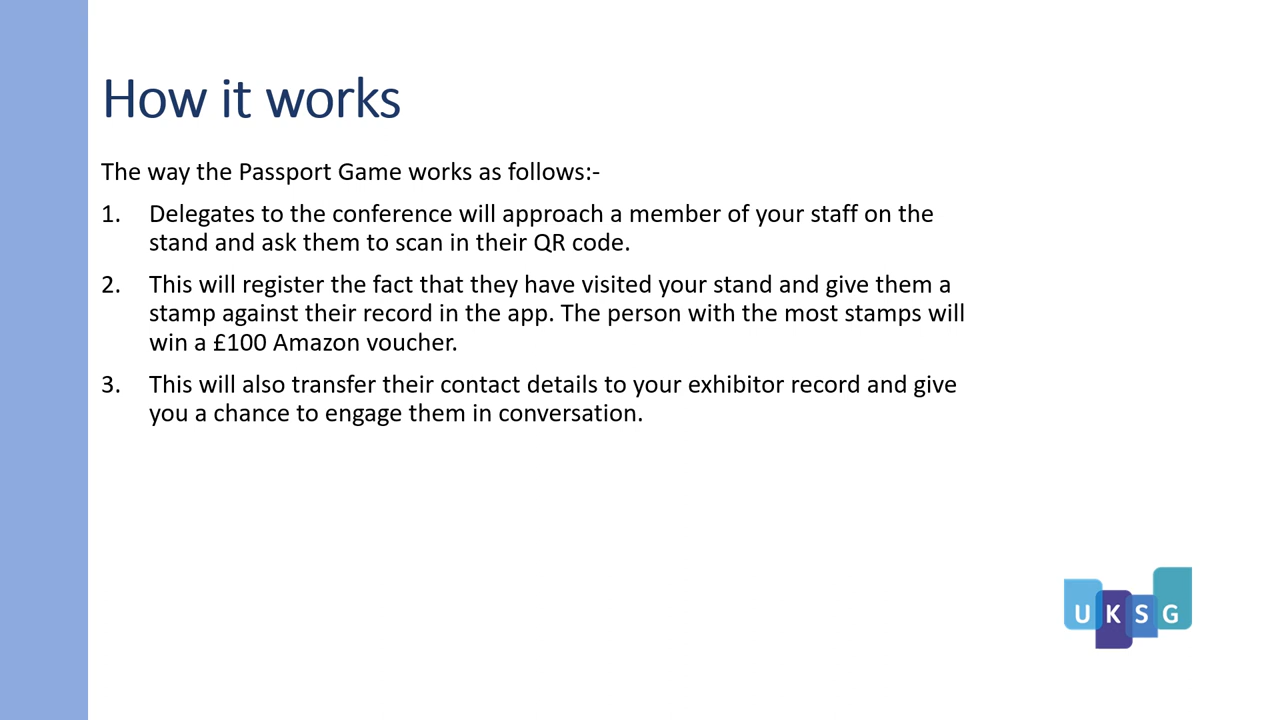 How it works
The way the Passport Game works as follows:-
1. Delegates to the conference will approach a member of your staff on the
stand and ask them to scan in their QR code.
2. This will register the fact that they have visited your stand and give them a
stamp against their record in the app. The person with the most stamps will
win a £100 Amazon voucher.
3. This will also transfer their contact details to your exhibitor record and give
you a chance to engage them in conversation.
UKSG